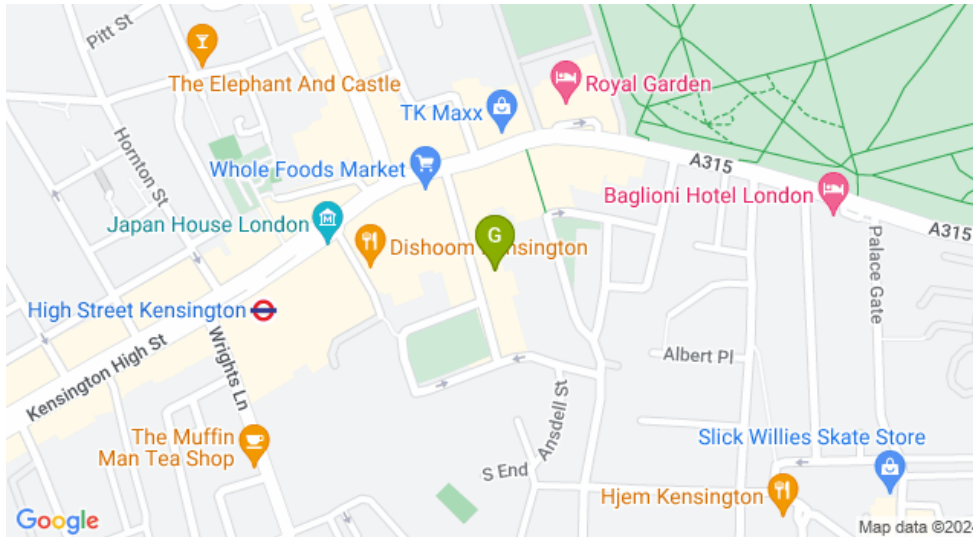 Pitt St
The Elephant And Castle
Royal Garden
TK Maxx
Hornton St
Whole Foods Market
A315
Baglioni Hotel London
Japan House London
A315
Dishoom Kensington
G
Palace Gate
High Street Kensington
Wrights Ln
Albert Pl
Kensington High St
Ansdell St
The Muffin
Man Tea Shop
Slick Willies Skate Store
S End
Hjem Kensington
Google
Map data ©2024